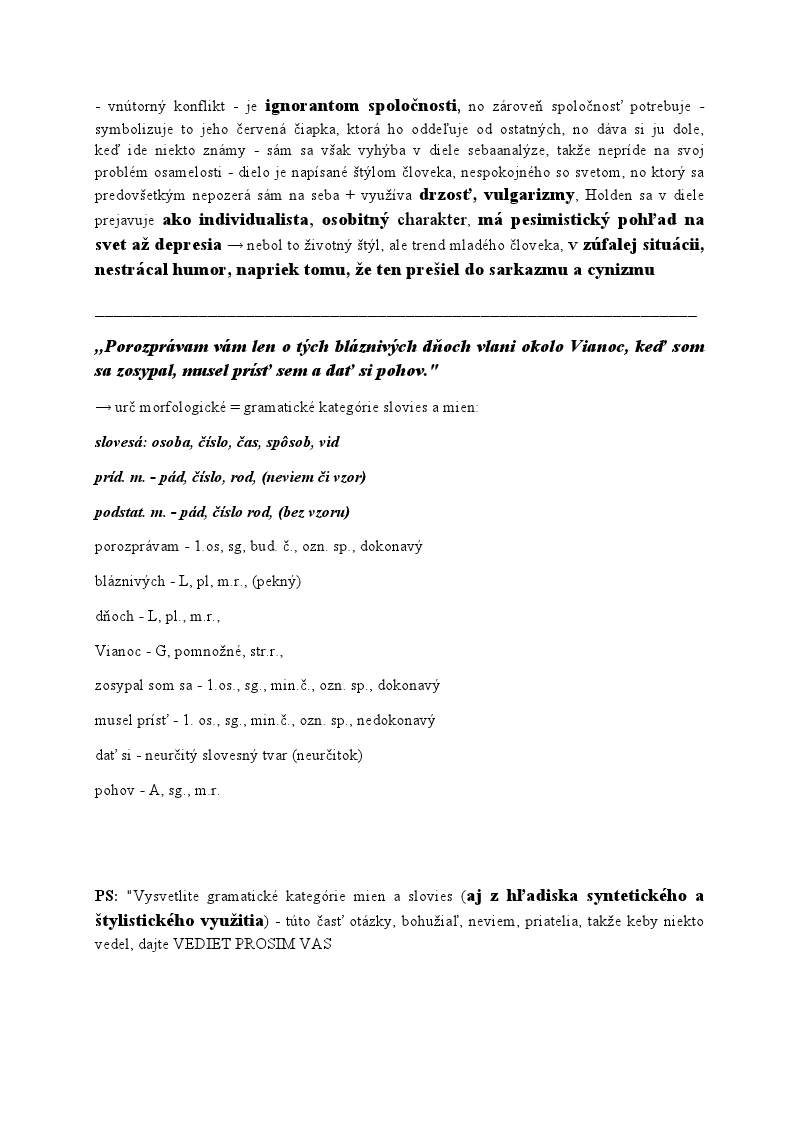 - vnútorný konflikt - je ignorantom spoločnosti, no zároveň spoločnosť potrebuje -
symbolizuje to jeho červená čiapka, ktorá ho oddeľuje od ostatných, no dáva si ju dole,
keď ide niekto známy - sám sa však vyhýba v diele sebaanalýze, takže nepríde na svoj
problém osamelosti - dielo je napísané štýlom človeka, nespokojného so svetom, no ktorý sa
predovšetkým nepozerá sám na seba + využíva drzosť, vulgarizmy, Holden sa v diele
prejavuje ako individualista, osobitný charakter, má pesimistický pohľad na
svet až depresia → nebol to životný štýl, ale trend mladého človeka, v zúfalej situácii,
nestrácal humor, napriek tomu, že ten prešiel do sarkazmu a cynizmu
________________________________________________________________
,,Porozprávam vám len o tých bláznivých dňoch vlani okolo Vianoc, keď som
sa zosypal, musel prísť sem a dať si pohov."
→ urč morfologické = gramatické kategórie slovies a mien:
slovesá: osoba, číslo, čas, spôsob, vid
príd. m. - pád, číslo, rod, (neviem či vzor)
podstat. m. - pád, číslo rod, (bez vzoru)
porozprávam - 1.os, sg, bud. č., ozn. sp., dokonavý
bláznivých - L, pl, m.r., (pekný)
dňoch - L, pl., m.r.,
Vianoc - G, pomnožné, str.r.,
zosypal som sa - 1.os., sg., min.č., ozn. sp., dokonavý
musel prísť - 1. os., sg., min.č., ozn. sp., nedokonavý
dať si - neurčitý slovesný tvar (neurčitok)
pohov - A, sg., m.r.
PS: "Vysvetlite gramatické kategórie mien a slovies (aj z hľadiska syntetického a
štylistického využitia) - túto časť otázky, bohužiaľ, neviem, priatelia, takže keby niekto
vedel, dajte VEDIET PROSIM VAS